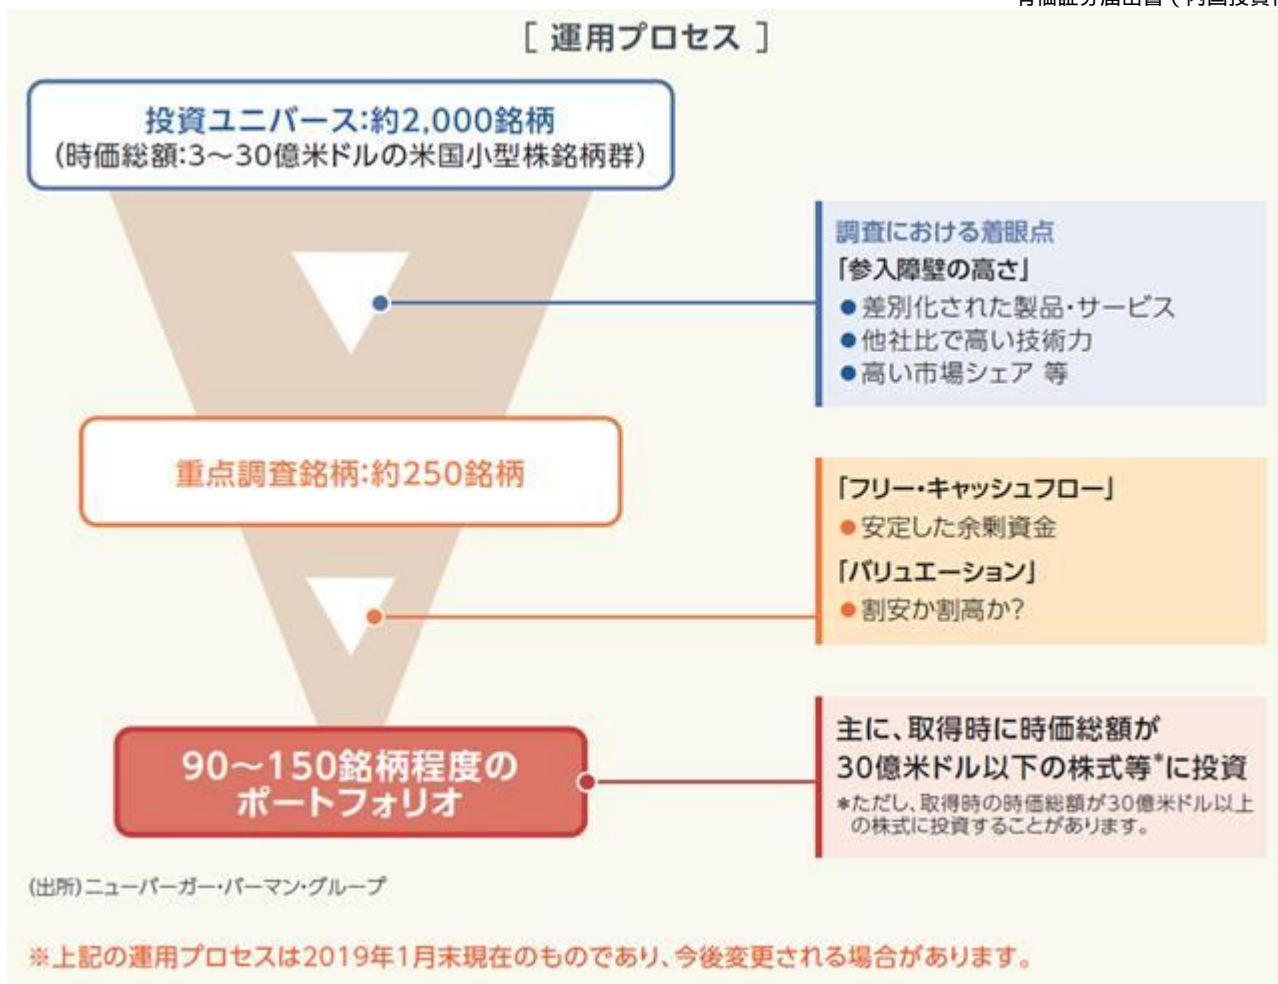 [ 運用プロセス ]
投資ユニバース:約2,000銘柄
(時価総額:3～30億米ドルの米国小型株銘柄群)
調査における着眼点
「参入障壁の高さ」
●差別化された製品・サービス
●他社比で高い技術力
●高い市場シェア 等
重点調査銘柄:約250銘柄
「フリー・キャッシュフロー」
●安定した余剰資金
「バリュエーション」
●割安か割高か?
90～150銘柄程度の
ポートフォリオ
主に、取得時に時価総額が
30億米ドル以下の株式等*に投資
*ただし、取得時の時価総額が30億米ドル以上
の株式に投資することがあります。
(出所)ニューバーガー・バーマン・グループ
※上記の運用プロセスは2019年1月末現在のものであり、今後変更される場合があります。